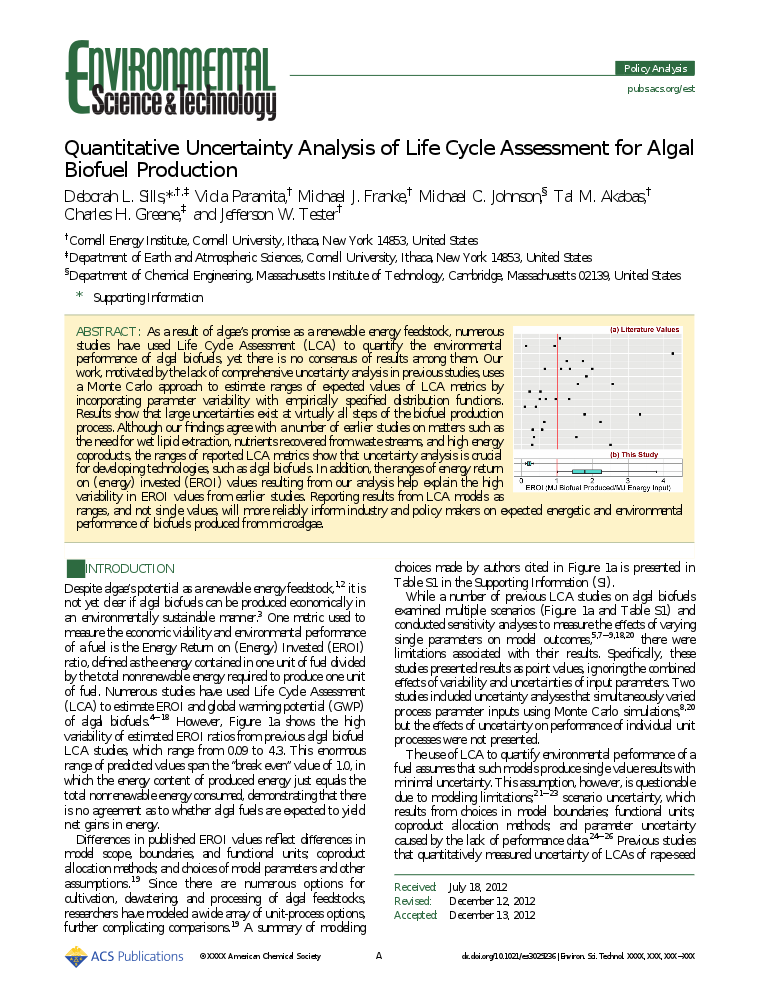 ENVIRONMENTAL
Science & Technology
Policy Analysis
pubs.acs.org/est
Quantitative Uncertainty Analysis of Life Cycle Assessment for Algal
Biofuel Production
Deborah L. Sills,*,†,‡ Vidia Paramita,† Michael J. Franke,† Michael C. Johnson,§ Tal M. Akabas,†
Charles H. Greene,‡ and Jefferson W. Tester†
†Cornell Energy Institute, Cornell University, Ithaca, New York 14853, United States
‡Department of Earth and Atmospheric Sciences, Cornell University, Ithaca, New York 14853, United States
§Department of Chemical Engineering, Massachusetts Institute of Technology, Cambridge, Massachusetts 02139, United States
* Supporting Information
ABSTRACT: As a result of algae's promise as a renewable energy feedstock, numerous
studies have used Life Cycle Assessment (LCA) to quantify the environmental
performance of algal biofuels, yet there is no consensus of results among them. Our
work, motivated by the lack of comprehensive uncertainty analysis in previous studies, uses
a Monte Carlo approach to estimate ranges of expected values of LCA metrics by
incorporating parameter variability with empirically specified distribution functions.
Results show that large uncertainties exist at virtually all steps of the biofuel production
process. Although our findings agree with a number of earlier studies on matters such as
the need for wet lipid extraction, nutrients recovered from waste streams, and high energy
coproducts, the ranges of reported LCA metrics show that uncertainty analysis is crucial
for developing technologies, such as algal biofuels. In addition, the ranges of energy return
on (energy) invested (EROI) values resulting from our analysis help explain the high
variability in EROI values from earlier studies. Reporting results from LCA models as
ranges, and not single values, will more reliably inform industry and policy makers on expected energetic and environmental
performance of biofuels produced from microalgae.
(a) Literature Values
(b) This Study
0 1 2 3 4
EROI (MJ Biofuel Produced/MJ Energy Input)
INTRODUCTION
Despite algae's potential as a renewable energy feedstock,1,2 it is
not yet clear if algal biofuels can be produced economically in
an environmentally sustainable manner.3 One metric used to
measure the economic viability and environmental performance
of a fuel is the Energy Return on (Energy) Invested (EROI)
ratio, defined as the energy contained in one unit of fuel divided
by the total nonrenewable energy required to produce one unit
of fuel. Numerous studies have used Life Cycle Assessment
(LCA) to estimate EROI and global warming potential (GWP)
of algal biofuels.4−18 However, Figure 1a shows the high
variability of estimated EROI ratios from previous algal biofuel
LCA studies, which range from 0.09 to 4.3. This enormous
range of predicted values span the "break even" value of 1.0, in
which the energy content of produced energy just equals the
total nonrenewable energy consumed, demonstrating that there
is no agreement as to whether algal fuels are expected to yield
net gains in energy.
Differences in published EROI values reflect differences in
model scope, boundaries, and functional units; coproduct
allocation methods; and choices of model parameters and other
assumptions.19 Since there are numerous options for
cultivation, dewatering, and processing of algal feedstocks,
researchers have modeled a wide array of unit-process options,
further complicating comparisons.19 A summary of modeling
choices made by authors cited in Figure 1a is presented in
Table S1 in the Supporting Information (SI).
While a number of previous LCA studies on algal biofuels
examined multiple scenarios (Figure 1a and Table S1) and
conducted sensitivity analyses to measure the effects of varying
single parameters on model outcomes,5,7−9,18,20 there were
limitations associated with their results. Specifically, these
studies presented results as point values, ignoring the combined
effects of variability and uncertainties of input parameters. Two
studies included uncertainty analyses that simultaneously varied
process parameter inputs using Monte Carlo simulations,8,20
but the effects of uncertainty on performance of individual unit
processes were not presented.
The use of LCA to quantify environmental performance of a
fuel assumes that such models produce single value results with
minimal uncertainty. This assumption, however, is questionable
due to modeling limitations;21−23 scenario uncertainty, which
results from choices in model boundaries; functional units;
coproduct allocation methods; and parameter uncertainty
caused by the lack of performance data.24−26 Previous studies
that quantitatively measured uncertainty of LCAs of rape-seed
Received: July 18, 2012
Revised: December 12, 2012
Accepted: December 13, 2012
ACS Publications
© XXXX American Chemical Society
A
dx.doi.org/10.1021/es3029236 | Environ. Sci. Technol. XXXX, XXX, XXX−XXX